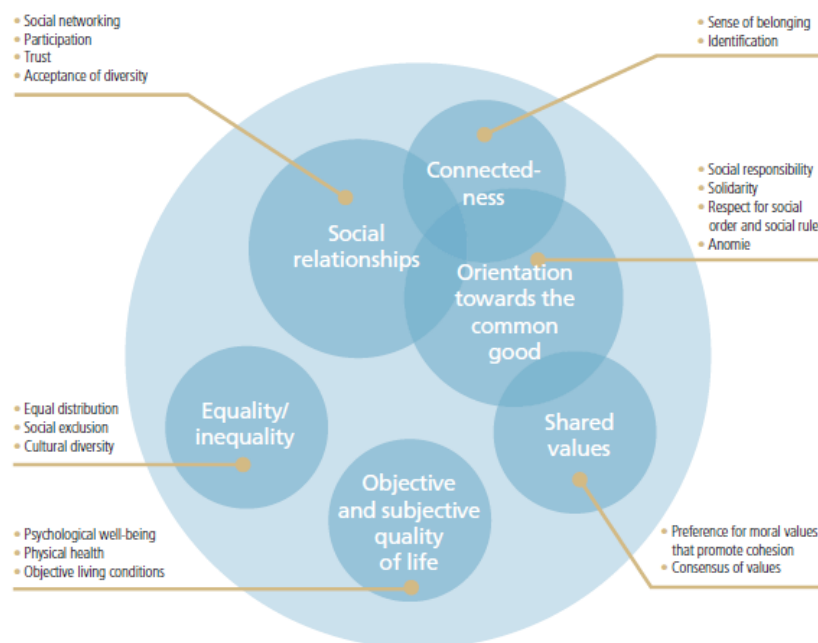 • Social networking
• Participation
• Trust
• Acceptance of diversity
• Sense of belonging
• Identification
Connected-
ness
• Social responsibility
• Solidarity
• Respect for social
order and social rule
• Anomie
Social
relationships
Orientation
towards the
common
good
• Equal distribution
• Social exclusion
• Cultural diversity
Equality/
inequality
Shared
values
Objective
and subjective
quality
of life
• Psychological well-being
• Physical health
• Objective living conditions
• Preference for moral values
that promote cohesion
• Consensus of values